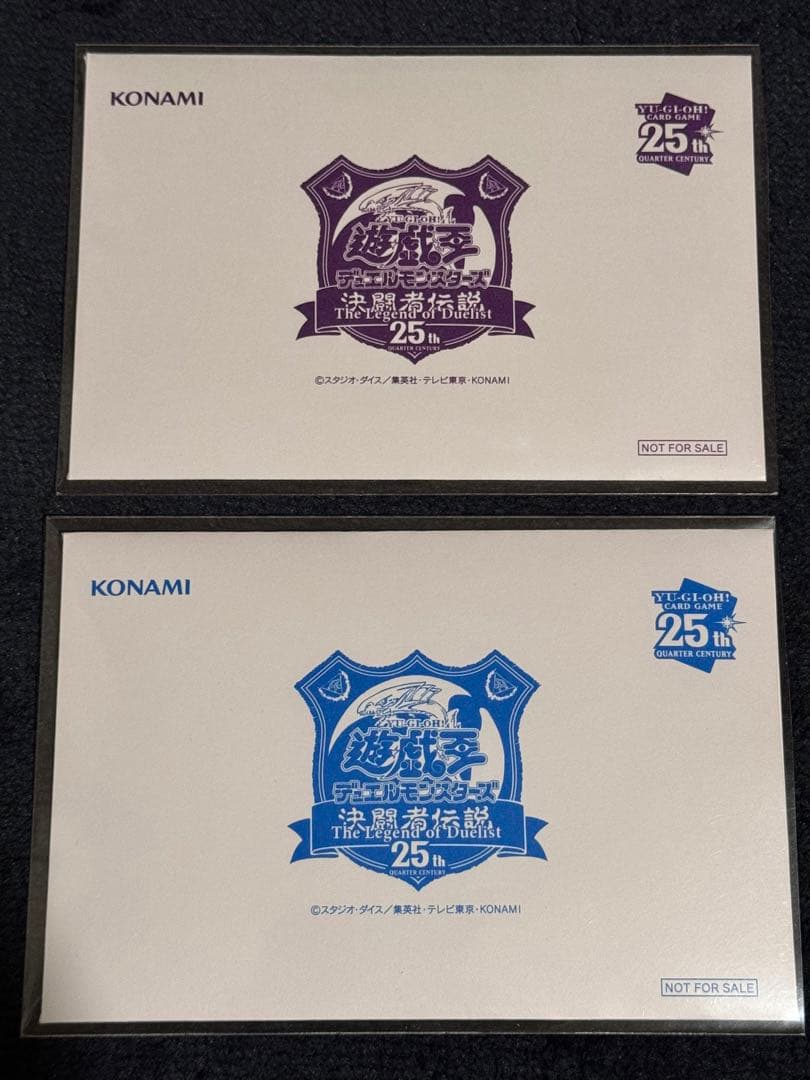 KONAMI
YU-GI-OH!
CARD GAME
25th
QUARTER CENTURY
YU-GI-OH!
遊戯王
デュエルモンスターズ
決闘者伝説
The Legend of Duelist
25th
QUARTER CENTURY
©スタジオ・ダイス／集英社・テレビ東京・KONAMI
NOT FOR SALE
KONAMI
YU-GI-OH!
CARD GAME
25th
QUARTER CENTURY
YU-GI-OH!
遊戯王
デュエルモンスターズ
決闘者伝説
The Legend of Duelist
25th
QUARTER CENTURY
©スタジオ・ダイス／集英社・テレビ東京・KONAMI
NOT FOR SALE